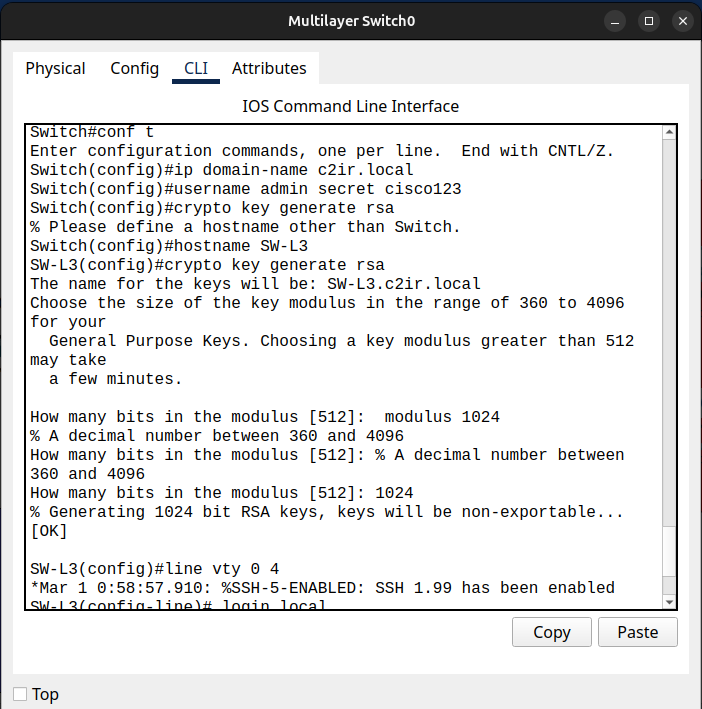 Multilayer Switch0
Physical Config CLI Attributes
IOS Command Line Interface
Switch#conf t
Enter configuration commands, one per line.  End with CNTL/Z.
Switch(config)#ip domain-name c2ir.local
Switch(config)#username admin secret cisco123
Switch(config)#crypto key generate rsa
% Please define a hostname other than Switch.
Switch(config)#hostname SW-L3
SW-L3(config)#crypto key generate rsa
The name for the keys will be: SW-L3.c2ir.local
Choose the size of the key modulus in the range of 360 to 4096
for your
  General Purpose Keys. Choosing a key modulus greater than 512
may take
  a few minutes.
How many bits in the modulus [512]:  modulus 1024
% A decimal number between 360 and 4096
How many bits in the modulus [512]: % A decimal number between
360 and 4096
How many bits in the modulus [512]: 1024
% Generating 1024 bit RSA keys, keys will be non-exportable...
[OK]
SW-L3(config)#line vty 0 4
*Mar 1 0:58:57.910: %SSH-5-ENABLED: SSH 1.99 has been enabled
SW-L3(config-line)# login local
Copy Paste
Top